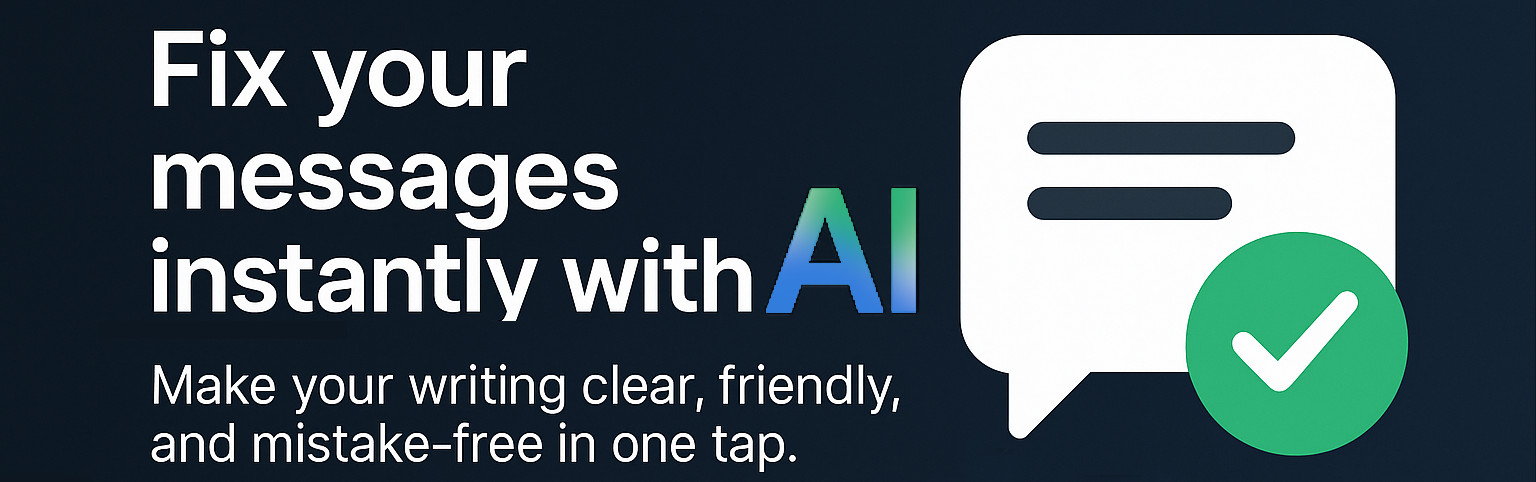 Fix your
messages
instantly with AI
Make your writing clear, friendly,
and mistake-free in one tap.